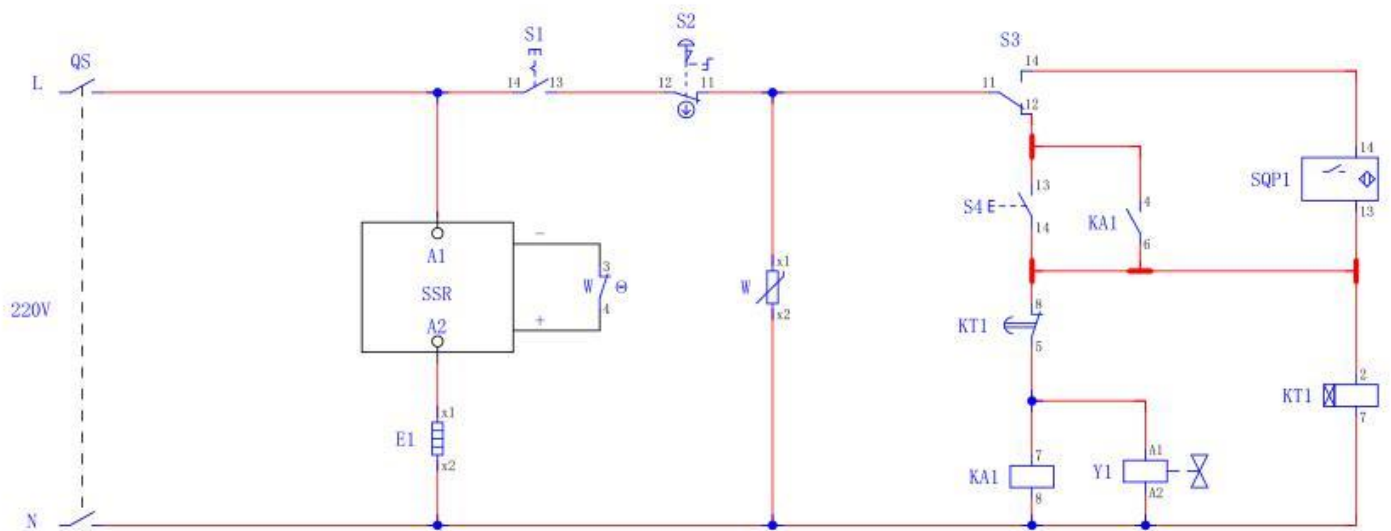 S2
S1
S3
QS
14
L
14 13
12 11
11
12
14
13
SQP1
4
S4
KA1
13
14
6
A1
−
x1
3
W
Θ
W
SSR
8
220V
4
x2
A2
+
KT1
5
2
KT1
x1
7
E1
7
A1
x2
KA1
Y1
8
A2
N